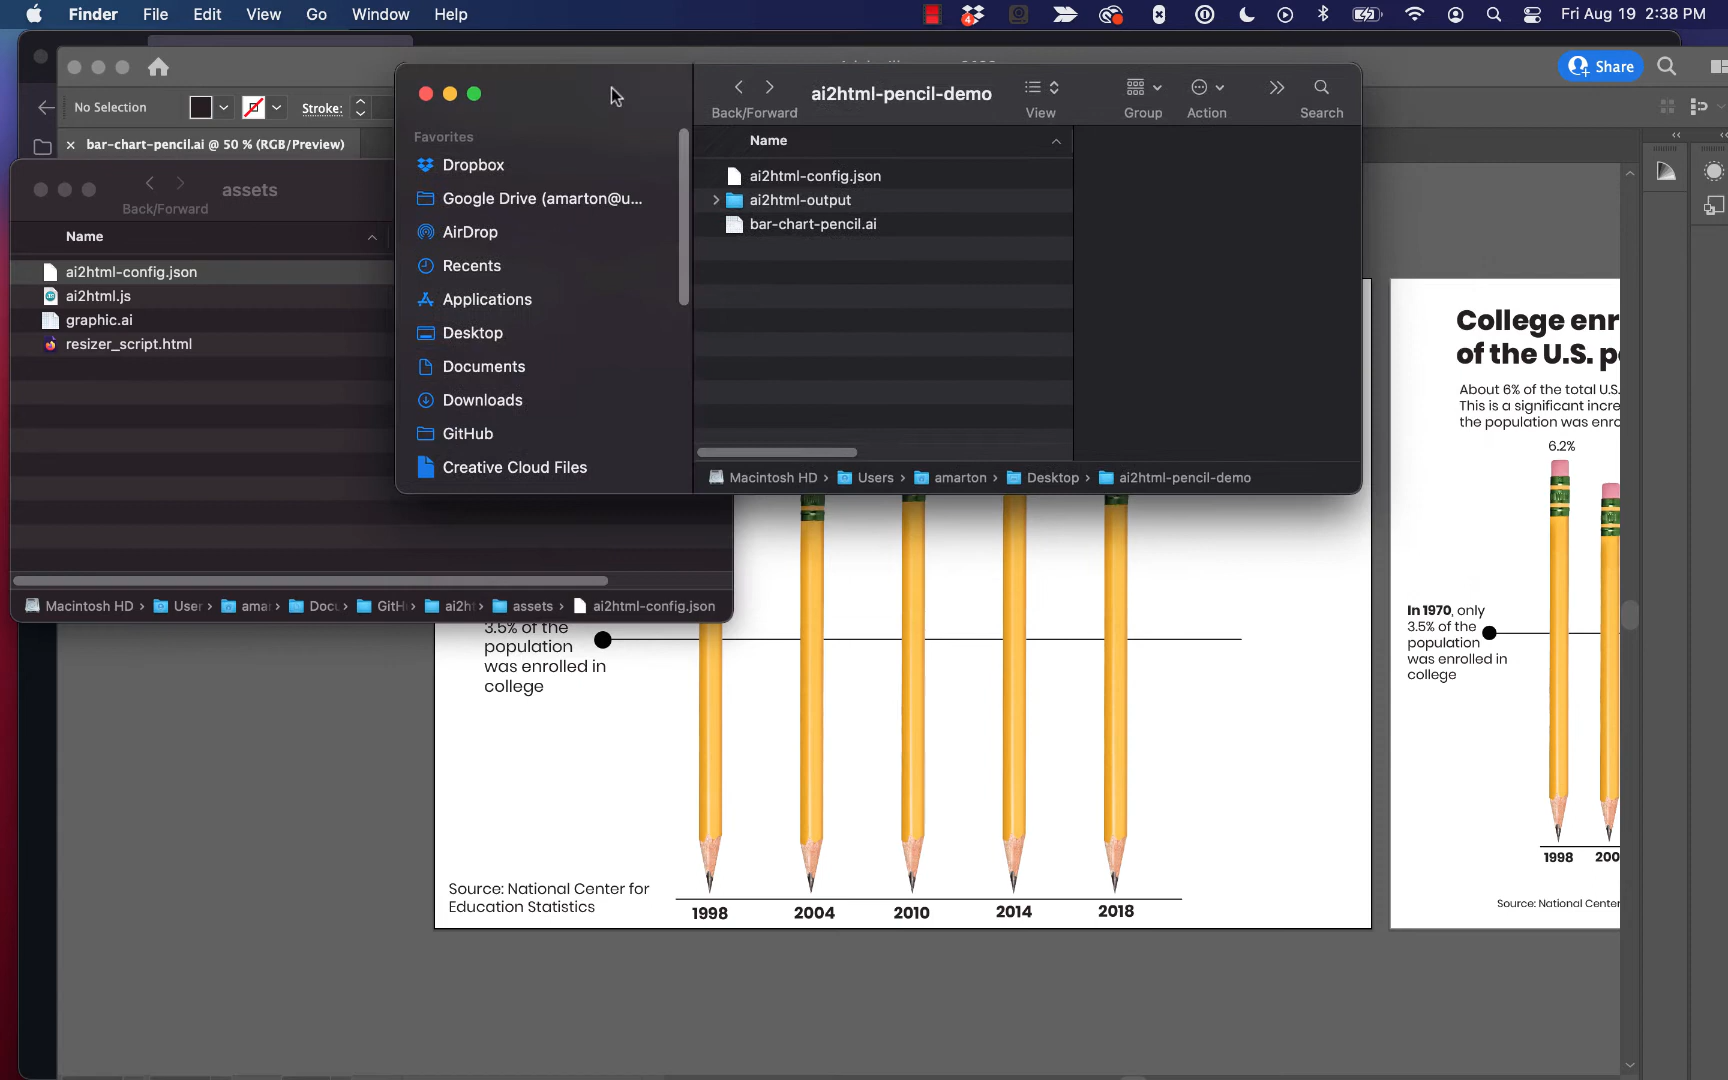 Finder File Edit View Go Window Help
4
Fri Aug 19 2:38 PM
Share
No Selection
Stroke:
bar-chart-pencil.ai @ 50 % (RGB/Preview)
assets
Back/Forward
Name
ai2html-config.json
ai2html.js
graphic.ai
resizer_script.html
Macintosh HD › User › ama › Docu › GitH › ai2h › assets › ai2html-config.json
Favorites
Dropbox
Google Drive (amarton@u...
AirDrop
Recents
Applications
Desktop
Documents
Downloads
GitHub
Creative Cloud Files
Back/Forward
ai2html-pencil-demo
View
Group
Action
Search
Name
ai2html-config.json
ai2html-output
bar-chart-pencil.ai
Macintosh HD › Users › amarton › Desktop › ai2html-pencil-demo
3.5% of the
population
was enrolled in
college
Source: National Center for
Education Statistics
1998 2004 2010 2014 2018
College enr
of the U.S. p
About 6% of the total U.S.
This is a significant incre
the population was enro
6.2%
In 1970, only
3.5% of the
population
was enrolled in
college
1998 200
Source: National Center